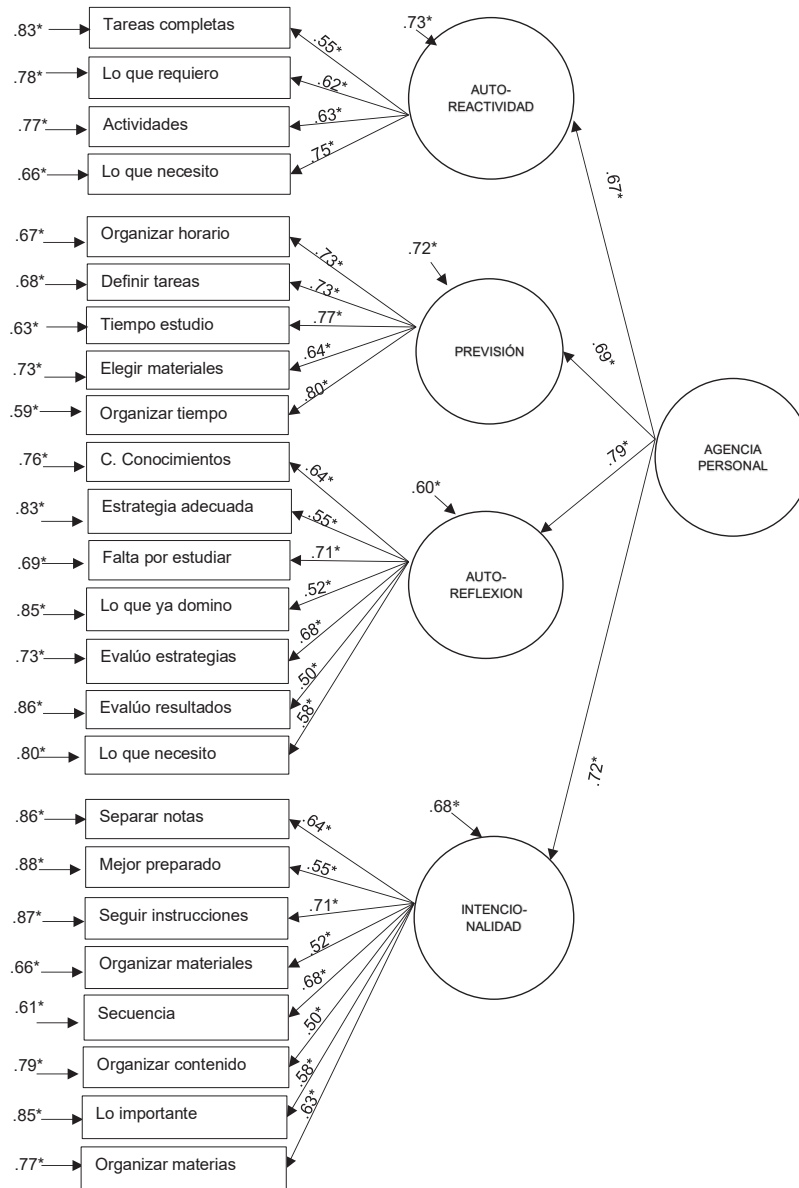 .83*
Tareas completas
.55*
.73*
.78*
Lo que requiero
.62*
AUTO-
REACTIVIDAD
.77*
Actividades
.63*
.66*
Lo que necesito
.75*
.67*
.67*
Organizar horario
.73*
.72*
.68*
Definir tareas
.73*
.63*
Tiempo estudio
.77*
PREVISIÓN
.69*
.73*
Elegir materiales
.64*
.59*
Organizar tiempo
.80*
AGENCIA
PERSONAL
.76*
C. Conocimientos
.64*
.79*
.60*
.83*
Estrategia adecuada
.55*
.69*
Falta por estudiar
.71*
AUTO-
REFLEXION
.85*
Lo que ya domino
.52*
.73*
Evalúo estrategias
.68*
.86*
Evalúo resultados
.50*
.80*
Lo que necesito
.58*
.72*
.86*
Separar notas
.64*
.68*
.88*
Mejor preparado
.55*
.87*
Seguir instrucciones
.71*
INTENCIO-
NALIDAD
.66*
Organizar materiales
.52*
.61*
Secuencia
.68*
.79*
Organizar contenido
.50*
.85*
Lo importante
.58*
.77*
Organizar materias
.63*